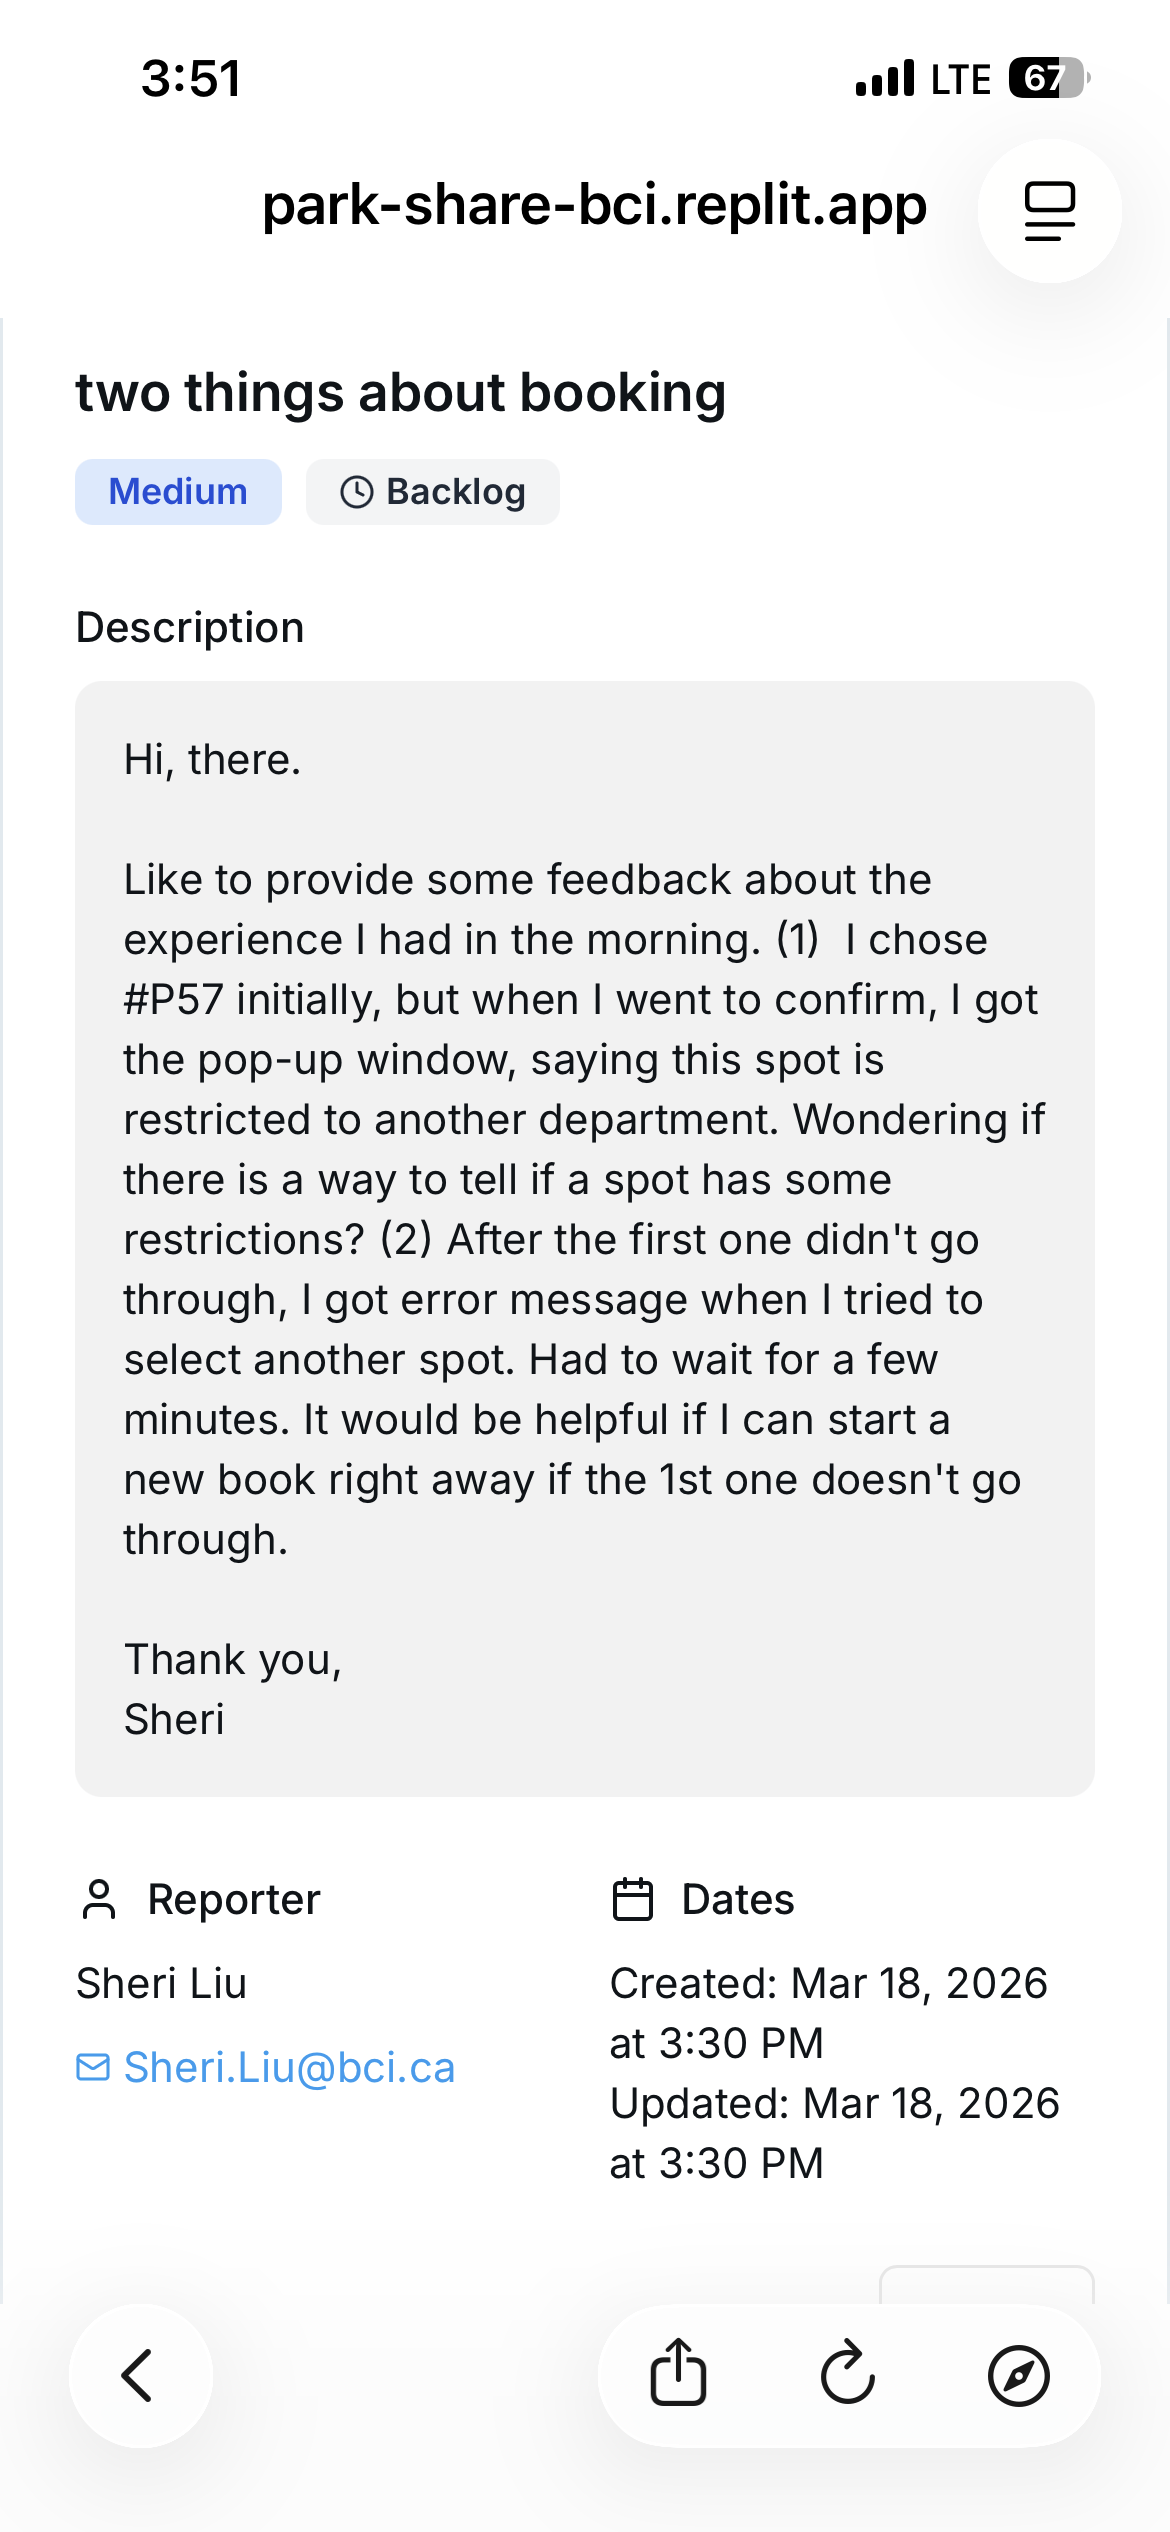 3:51
LTE
67
park-share-bci.replit.app
two things about booking
Medium
Backlog
Description
Hi, there.
Like to provide some feedback about the
experience I had in the morning. (1)  I chose
#P57 initially, but when I went to confirm, I got
the pop-up window, saying this spot is
restricted to another department. Wondering if
there is a way to tell if a spot has some
restrictions? (2) After the first one didn't go
through, I got error message when I tried to
select another spot. Had to wait for a few
minutes. It would be helpful if I can start a
new book right away if the 1st one doesn't go
through.
Thank you,
Sheri
Reporter
Sheri Liu
Sheri.Liu@bci.ca
Dates
Created: Mar 18, 2026
at 3:30 PM
Updated: Mar 18, 2026
at 3:30 PM